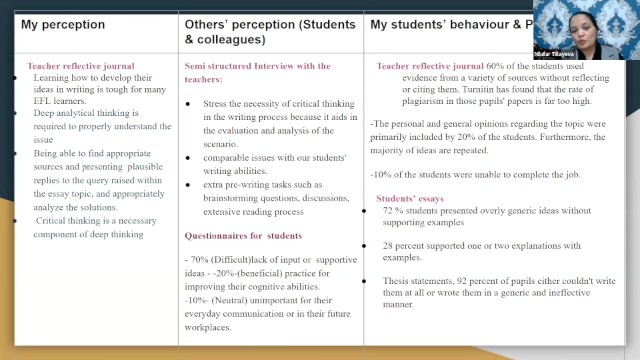 My perception
Teacher reflective journal
Learning how to develop their
ideas in writing is tough for many
EFL learners.
Deep analytical thinking is
required to properly understand the
issue
Being able to find appropriate
sources and presenting plausible
replies to the query raised within
the essay topic, and appropriately
analyze the solutions.
Critical thinking is a necessary
component of deep thinking
Others' perception (Students
& colleagues)
Semi structured Interview with the
teachers:
Stress the necessity of critical thinking
in the writing process because it aids in
the evaluation and analysis of the
scenario.
comparable issues with our students'
writing abilities.
extra pre-writing tasks such as
brainstorming questions, discussions,
extensive reading process
Questionnaires for students
- 70% (Difficult)lack of input or supportive
ideas - -20%-(beneficial) practice for
improving their cognitive abilities.
-10%- (Neutral) unimportant for their
everyday communication or in their future
workplaces.
My students' behaviour & P
Teacher reflective journal 60% of the students used
evidence from a variety of sources without reflecting
or citing them. Turnitin has found that the rate of
plagiarism in those pupils' papers is far too high.
-The personal and general opinions regarding the topic were
primarily included by 20% of the students. Furthermore, the
majority of ideas are repeated.
-10% of the students were unable to complete the job.
Students' essays
72 % students presented overly generic ideas without
supporting examples
28 percent supported one or two explanations with
examples.
Thesis statements, 92 percent of pupils either couldn't write
them at all or wrote them in a generic and ineffective
manner.